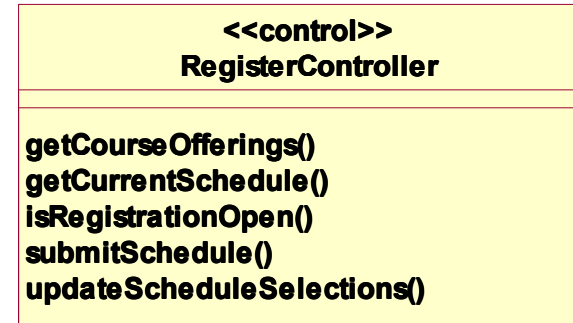 <<control>>
RegisterController
getCourseOfferings()
getCurrentSchedule()
isRegistrationOpen()
submitSchedule()
updateScheduleSelections()